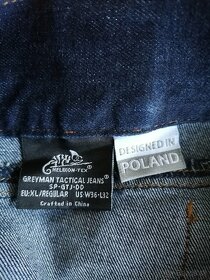 HELIKON-TEX
GREYMAN TACTICAL JEANS®
SP-GTJ-DD
EU:XL/REGULAR US:W36-L32
Crafted in China
DESIGNED IN
POLAND